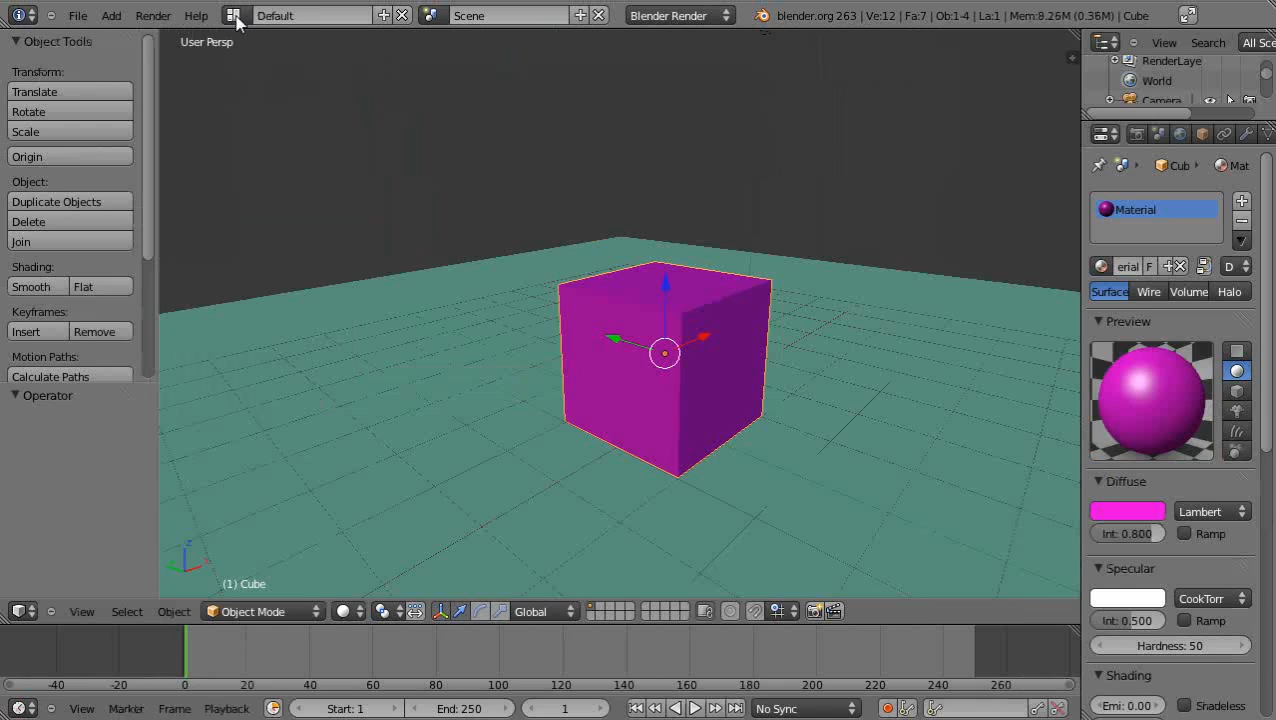 File Add Render Help Default Scene Blender Render blender.org 263 | Ve:12 | Fa:7 | Ob:1-4 | La:1 | Mem:8.26M (0.36M) | Cube
Object Tools
Transform:
Translate
Rotate
Scale
Origin
Object:
Duplicate Objects
Delete
Join
Shading:
Smooth Flat
Keyframes:
Insert Remove
Motion Paths:
Calculate Paths
Operator
User Persp
(1) Cube
View Select Object Object Mode Global
View Search All Sce
RenderLaye
World
Camera
Cub Mat
Material
erial F D
Surface Wire Volume Halo
Preview
Diffuse
Lambert
Int: 0.800 Ramp
Specular
CookTorr
Int: 0.500 Ramp
Hardness: 50
Shading
Emi: 0.00 Shadeless
-40 -20 0 20 40 60 80 100 120 140 160 180 200 220 240 260
View Marker Frame Playback Start: 1 End: 250 1 No Sync